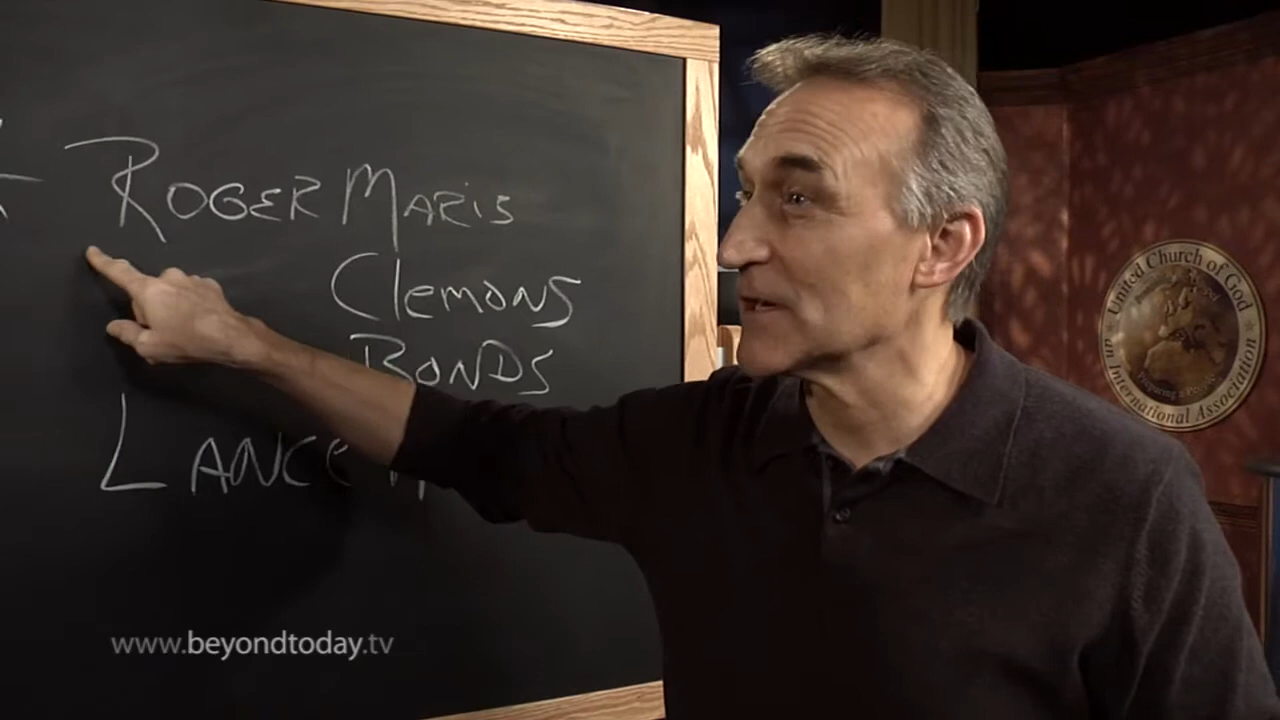 ROGER MARIS
Clemons
BONDS
LANCE
www.beyondtoday.tv
United Church of God
an International Association